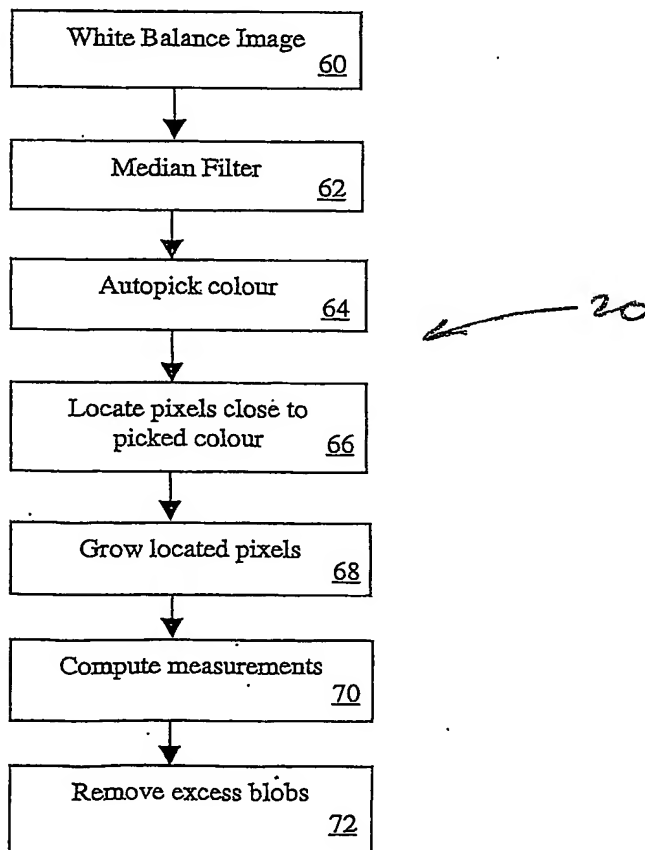 White Balance Image
60
Median Filter
62
Autopick colour
64
20
Locate pixels close to
picked colour
66
Grow located pixels
68
Compute measurements
70
Remove excess blobs
72